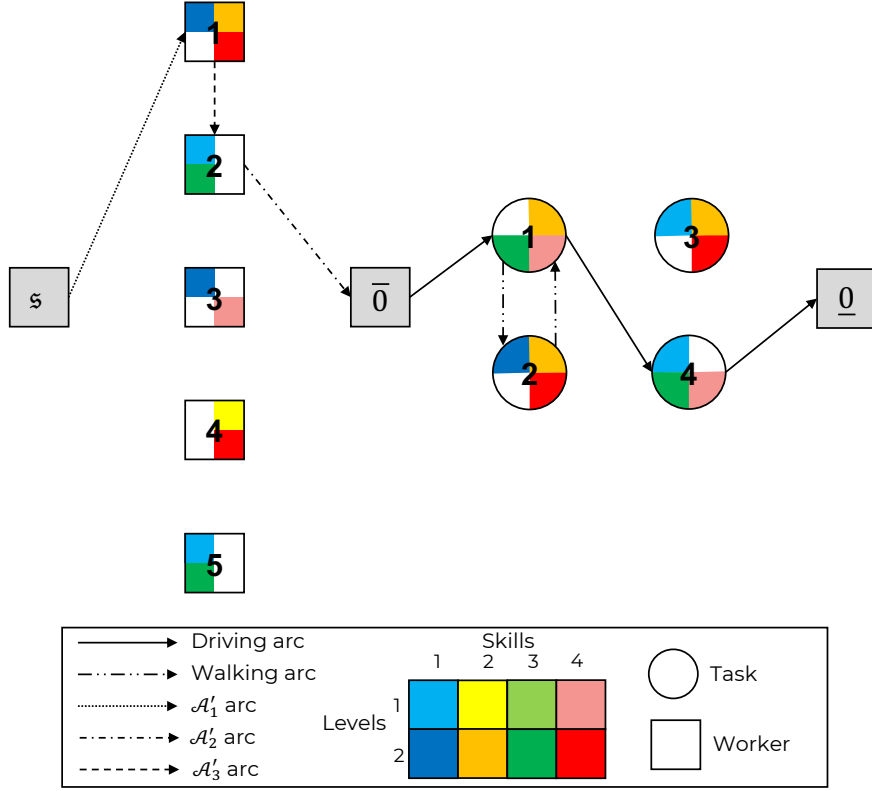 1
2
3
4
5
𝔰
0̅
1
2
3
4
0̲
Driving arc
Walking arc
𝒜′₁ arc
𝒜′₂ arc
𝒜′₃ arc
Skills
1 2 3 4
Levels
1
2
Task
Worker